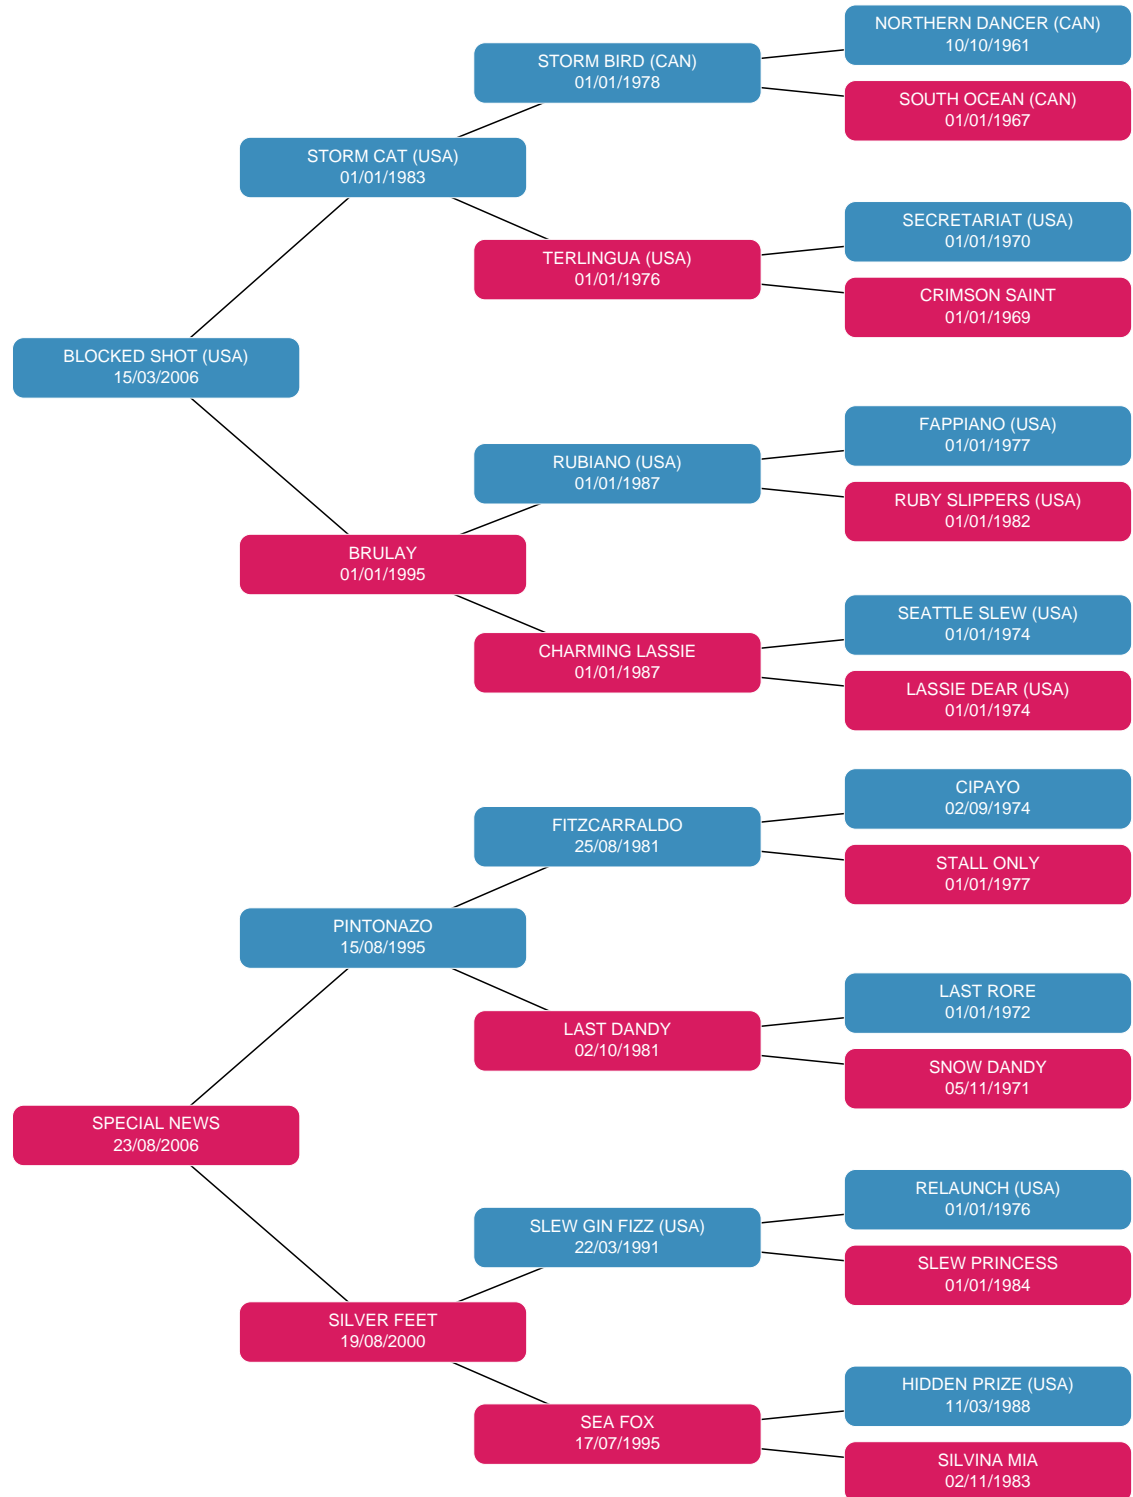 NORTHERN DANCER (CAN)
10/10/1961
STORM BIRD (CAN)
01/01/1978
SOUTH OCEAN (CAN)
01/01/1967
STORM CAT (USA)
01/01/1983
SECRETARIAT (USA)
01/01/1970
TERLINGUA (USA)
01/01/1976
CRIMSON SAINT
01/01/1969
BLOCKED SHOT (USA)
15/03/2006
FAPPIANO (USA)
01/01/1977
RUBIANO (USA)
01/01/1987
RUBY SLIPPERS (USA)
01/01/1982
BRULAY
01/01/1995
SEATTLE SLEW (USA)
01/01/1974
CHARMING LASSIE
01/01/1987
LASSIE DEAR (USA)
01/01/1974
CIPAYO
02/09/1974
FITZCARRALDO
25/08/1981
STALL ONLY
01/01/1977
PINTONAZO
15/08/1995
LAST RORE
01/01/1972
LAST DANDY
02/10/1981
SNOW DANDY
05/11/1971
SPECIAL NEWS
23/08/2006
RELAUNCH (USA)
01/01/1976
SLEW GIN FIZZ (USA)
22/03/1991
SLEW PRINCESS
01/01/1984
SILVER FEET
19/08/2000
HIDDEN PRIZE (USA)
11/03/1988
SEA FOX
17/07/1995
SILVINA MIA
02/11/1983